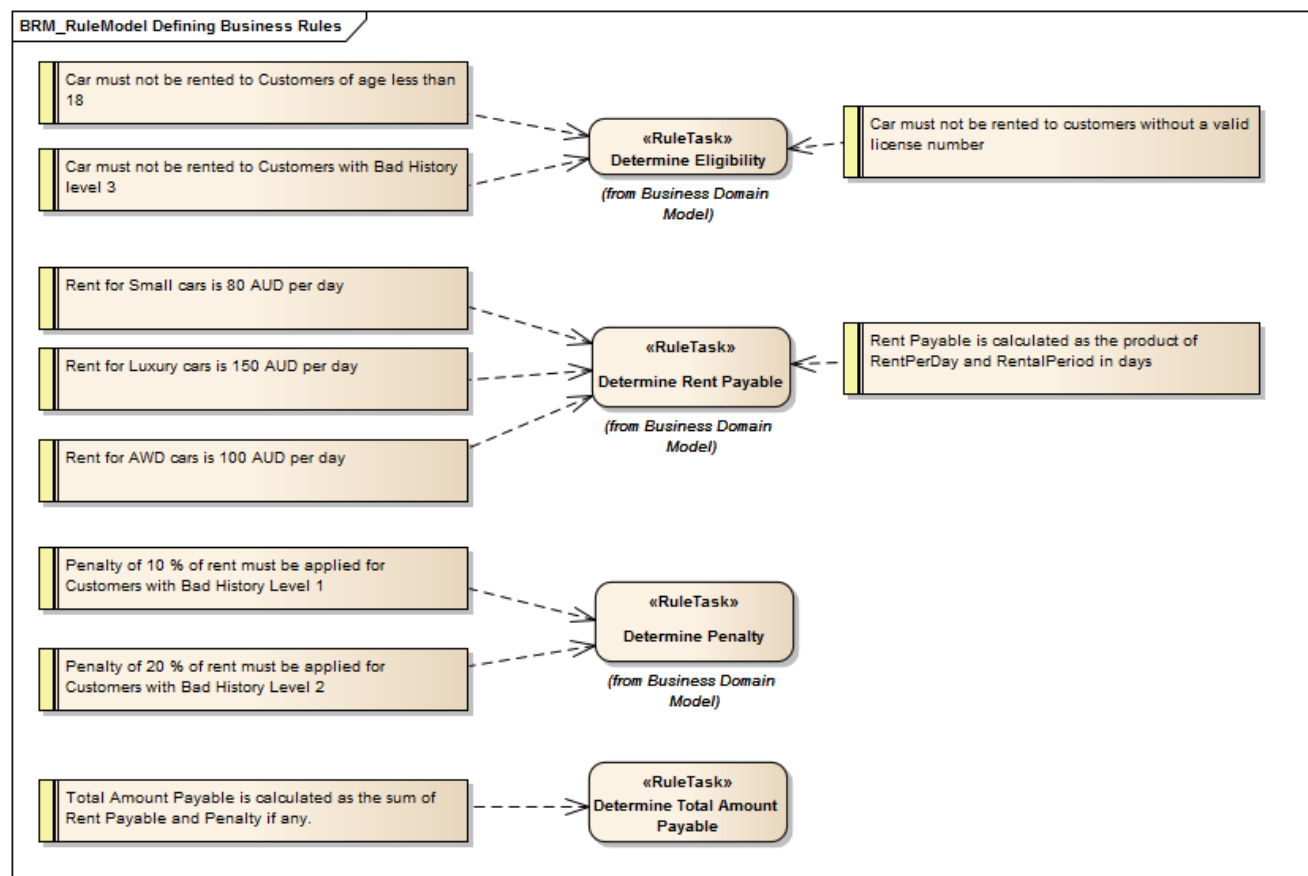 BRM_RuleModel Defining Business Rules
Car must not be rented to Customers of age less than
18
Car must not be rented to Customers with Bad History
level 3
«RuleTask»
Determine Eligibility
(from Business Domain
Model)
Car must not be rented to customers without a valid
license number
Rent for Small cars is 80 AUD per day
Rent for Luxury cars is 150 AUD per day
Rent for AWD cars is 100 AUD per day
«RuleTask»
Determine Rent Payable
(from Business Domain
Model)
Rent Payable is calculated as the product of
RentPerDay and RentalPeriod in days
Penalty of 10 % of rent must be applied for
Customers with Bad History Level 1
Penalty of 20 % of rent must be applied for
Customers with Bad History Level 2
«RuleTask»
Determine Penalty
(from Business Domain
Model)
Total Amount Payable is calculated as the sum of
Rent Payable and Penalty if any.
«RuleTask»
Determine Total Amount
Payable